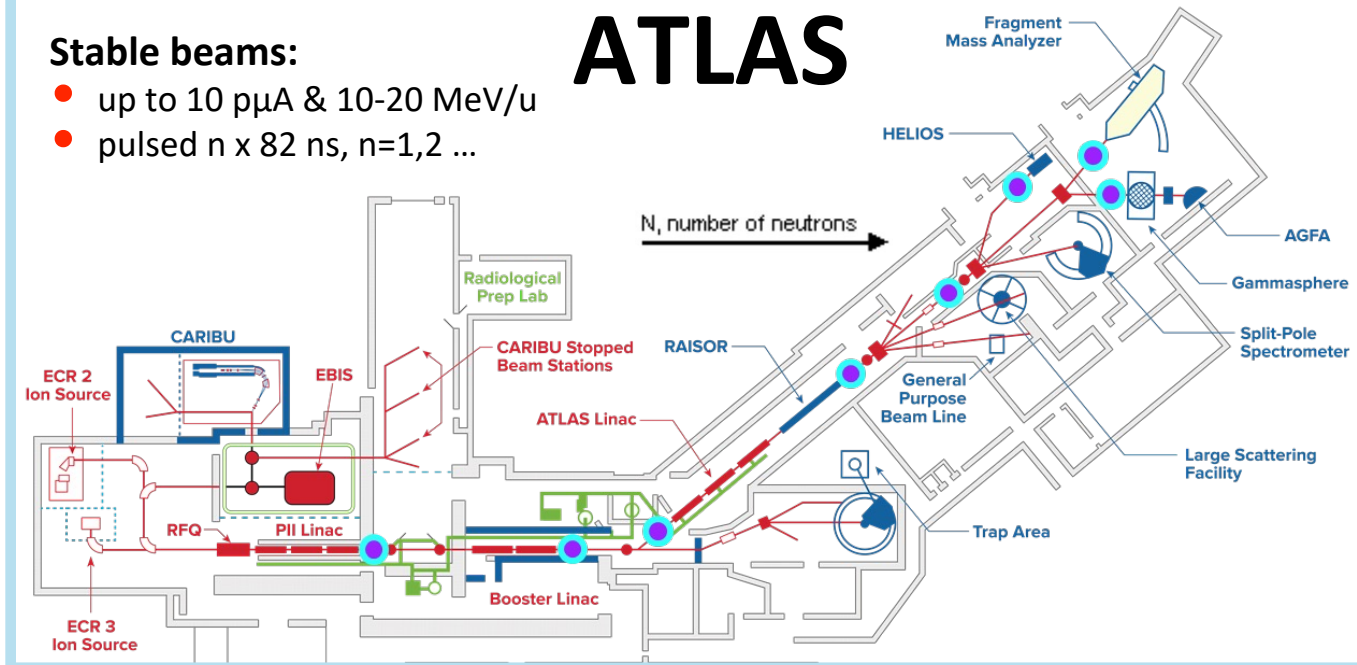 ATLAS
Stable beams:
up to 10 pµA & 10-20 MeV/u
pulsed n x 82 ns, n=1,2 ...
Fragment
Mass Analyzer
HELIOS
N, number of neutrons
AGFA
Gammasphere
Radiological
Prep Lab
Split-Pole
Spectrometer
CARIBU
CARIBU Stopped
Beam Stations
RAISOR
ECR 2
Ion Source
EBIS
General
Purpose
Beam Line
ATLAS Linac
Large Scattering
Facility
RFQ
PII Linac
Trap Area
Booster Linac
ECR 3
Ion Source